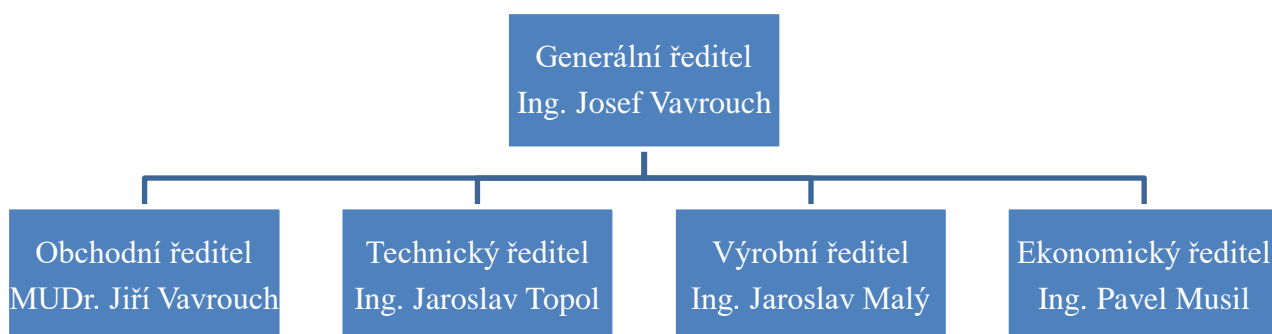 Generální ředitel
Ing. Josef Vavrouch
Obchodní ředitel
MUDr. Jiří Vavrouch
Technický ředitel
Ing. Jaroslav Topol
Výrobní ředitel
Ing. Jaroslav Malý
Ekonomický ředitel
Ing. Pavel Musil